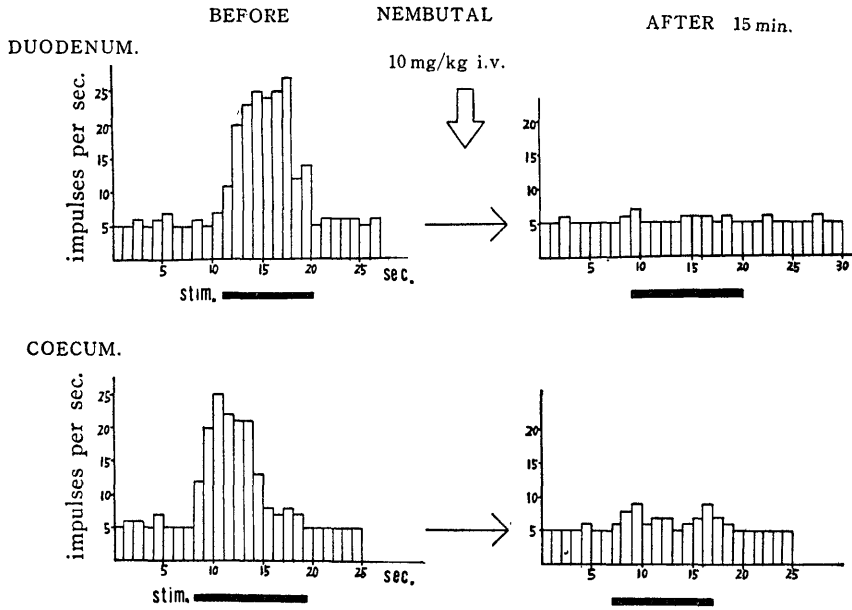 BEFORE NEMBUTAL AFTER 15 min.
DUODENUM.
10 mg/kg i.v.
impulses per sec.
25
20
15
10
5
5 10 15 20 sec.
stim.
20
15
10
5
5 10 15 20 25 30
COECUM.
impulses per sec.
25
20
15
10
5
5 10 15 20 25 sec.
stim.
20
15
10
5
5 10 15 20 25